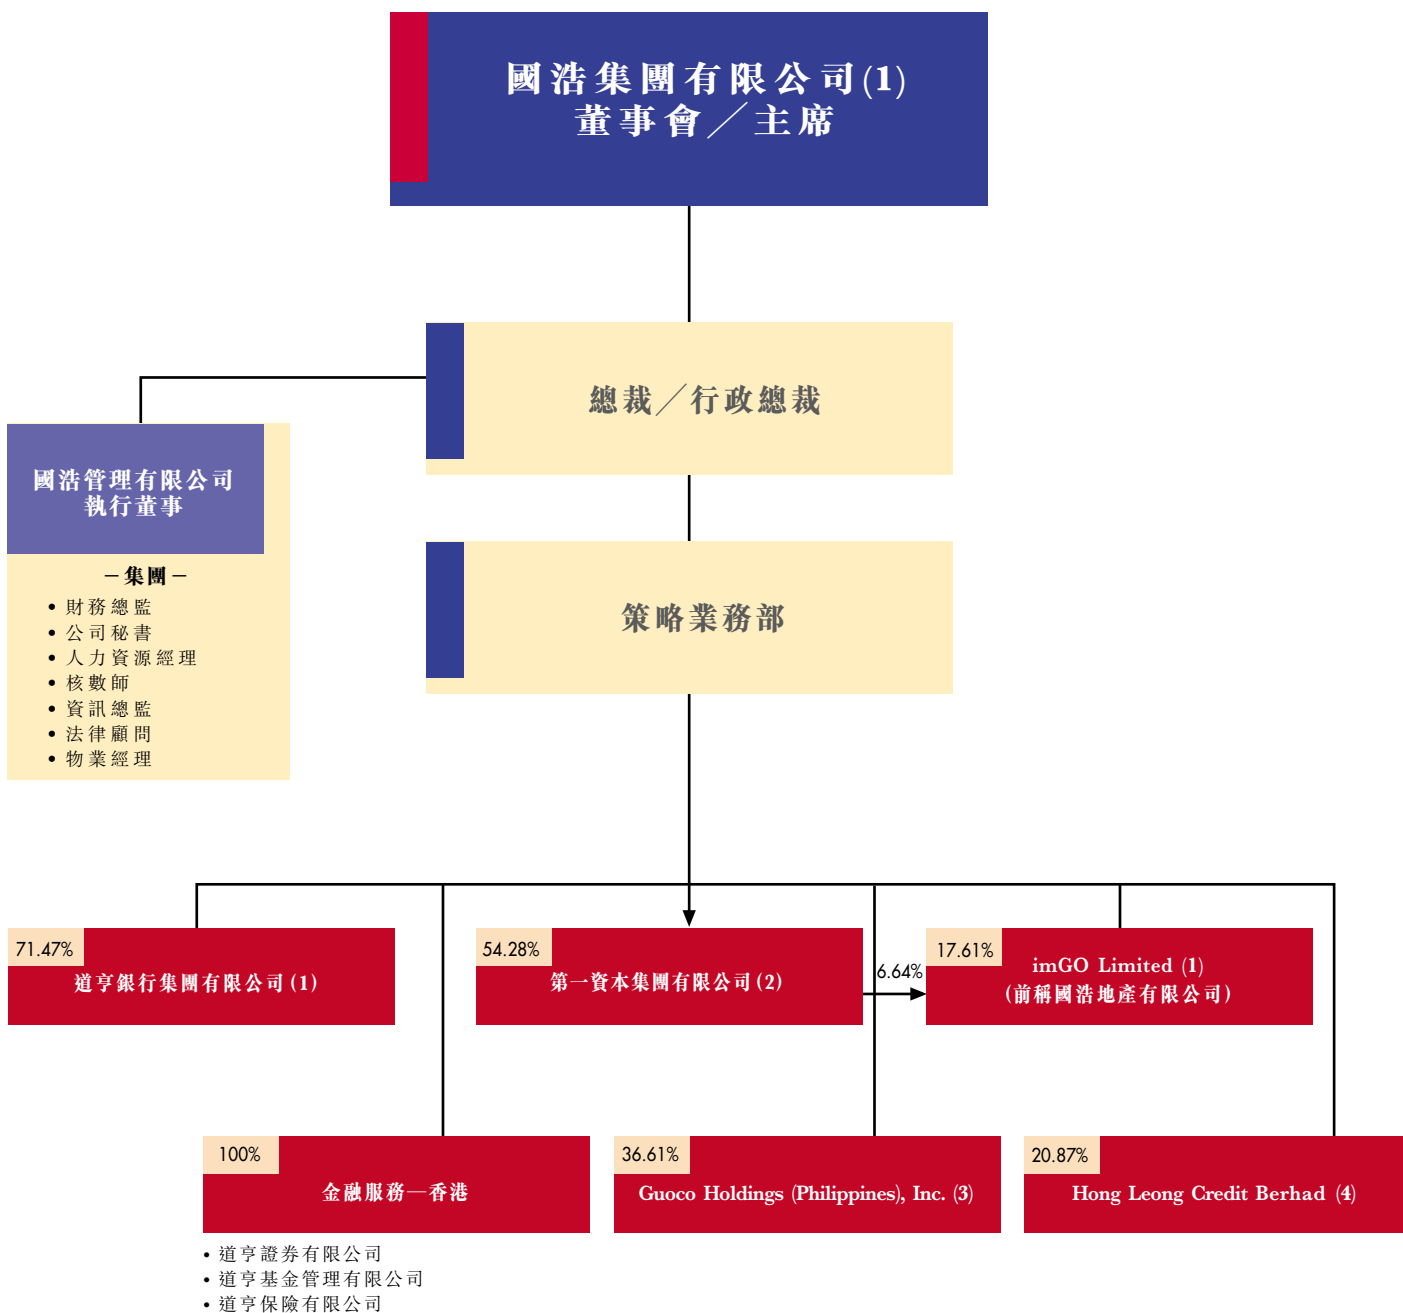 國浩集團有限公司(1)
董事會／主席
總裁／行政總裁
國浩管理有限公司
執行董事
－集團－
• 財務總監
• 公司秘書
• 人力資源經理
• 核數師
• 資訊總監
• 法律顧問
• 物業經理
策略業務部
71.47%
道亨銀行集團有限公司(1)
54.28%
第一資本集團有限公司(2)
6.64%
17.61%
imGO Limited (1)
(前稱國浩地產有限公司)
100%
金融服務—香港
• 道亨證券有限公司
• 道亨基金管理有限公司
• 道亨保險有限公司
36.61%
Guoco Holdings (Philippines), Inc. (3)
20.87%
Hong Leong Credit Berhad (4)